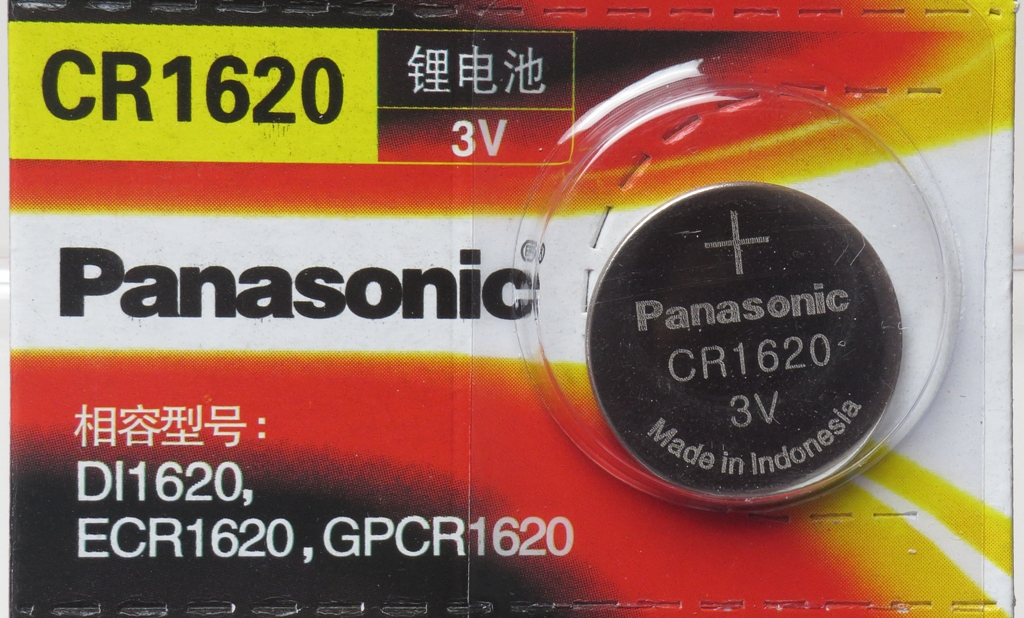 CR1620
锂电池
3V
Panasonic
相容型号：
DI1620,
ECR1620 , GPCR1620
+
Panasonic
CR1620
3V
Made in Indonesia